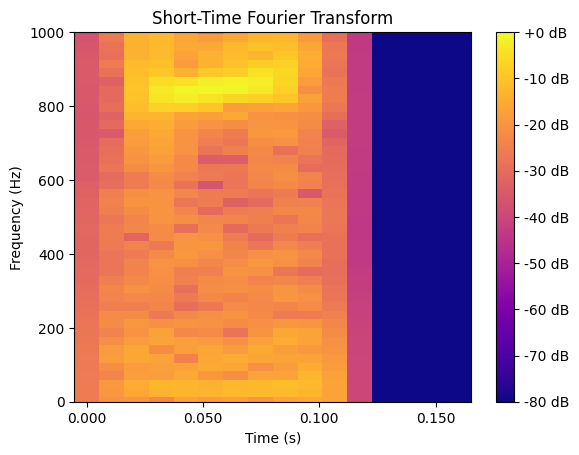 Short-Time Fourier Transform
Frequency (Hz)
1000
800
600
400
200
0
0.000
0.050
0.100
0.150
Time (s)
+0 dB
-10 dB
-20 dB
-30 dB
-40 dB
-50 dB
-60 dB
-70 dB
-80 dB